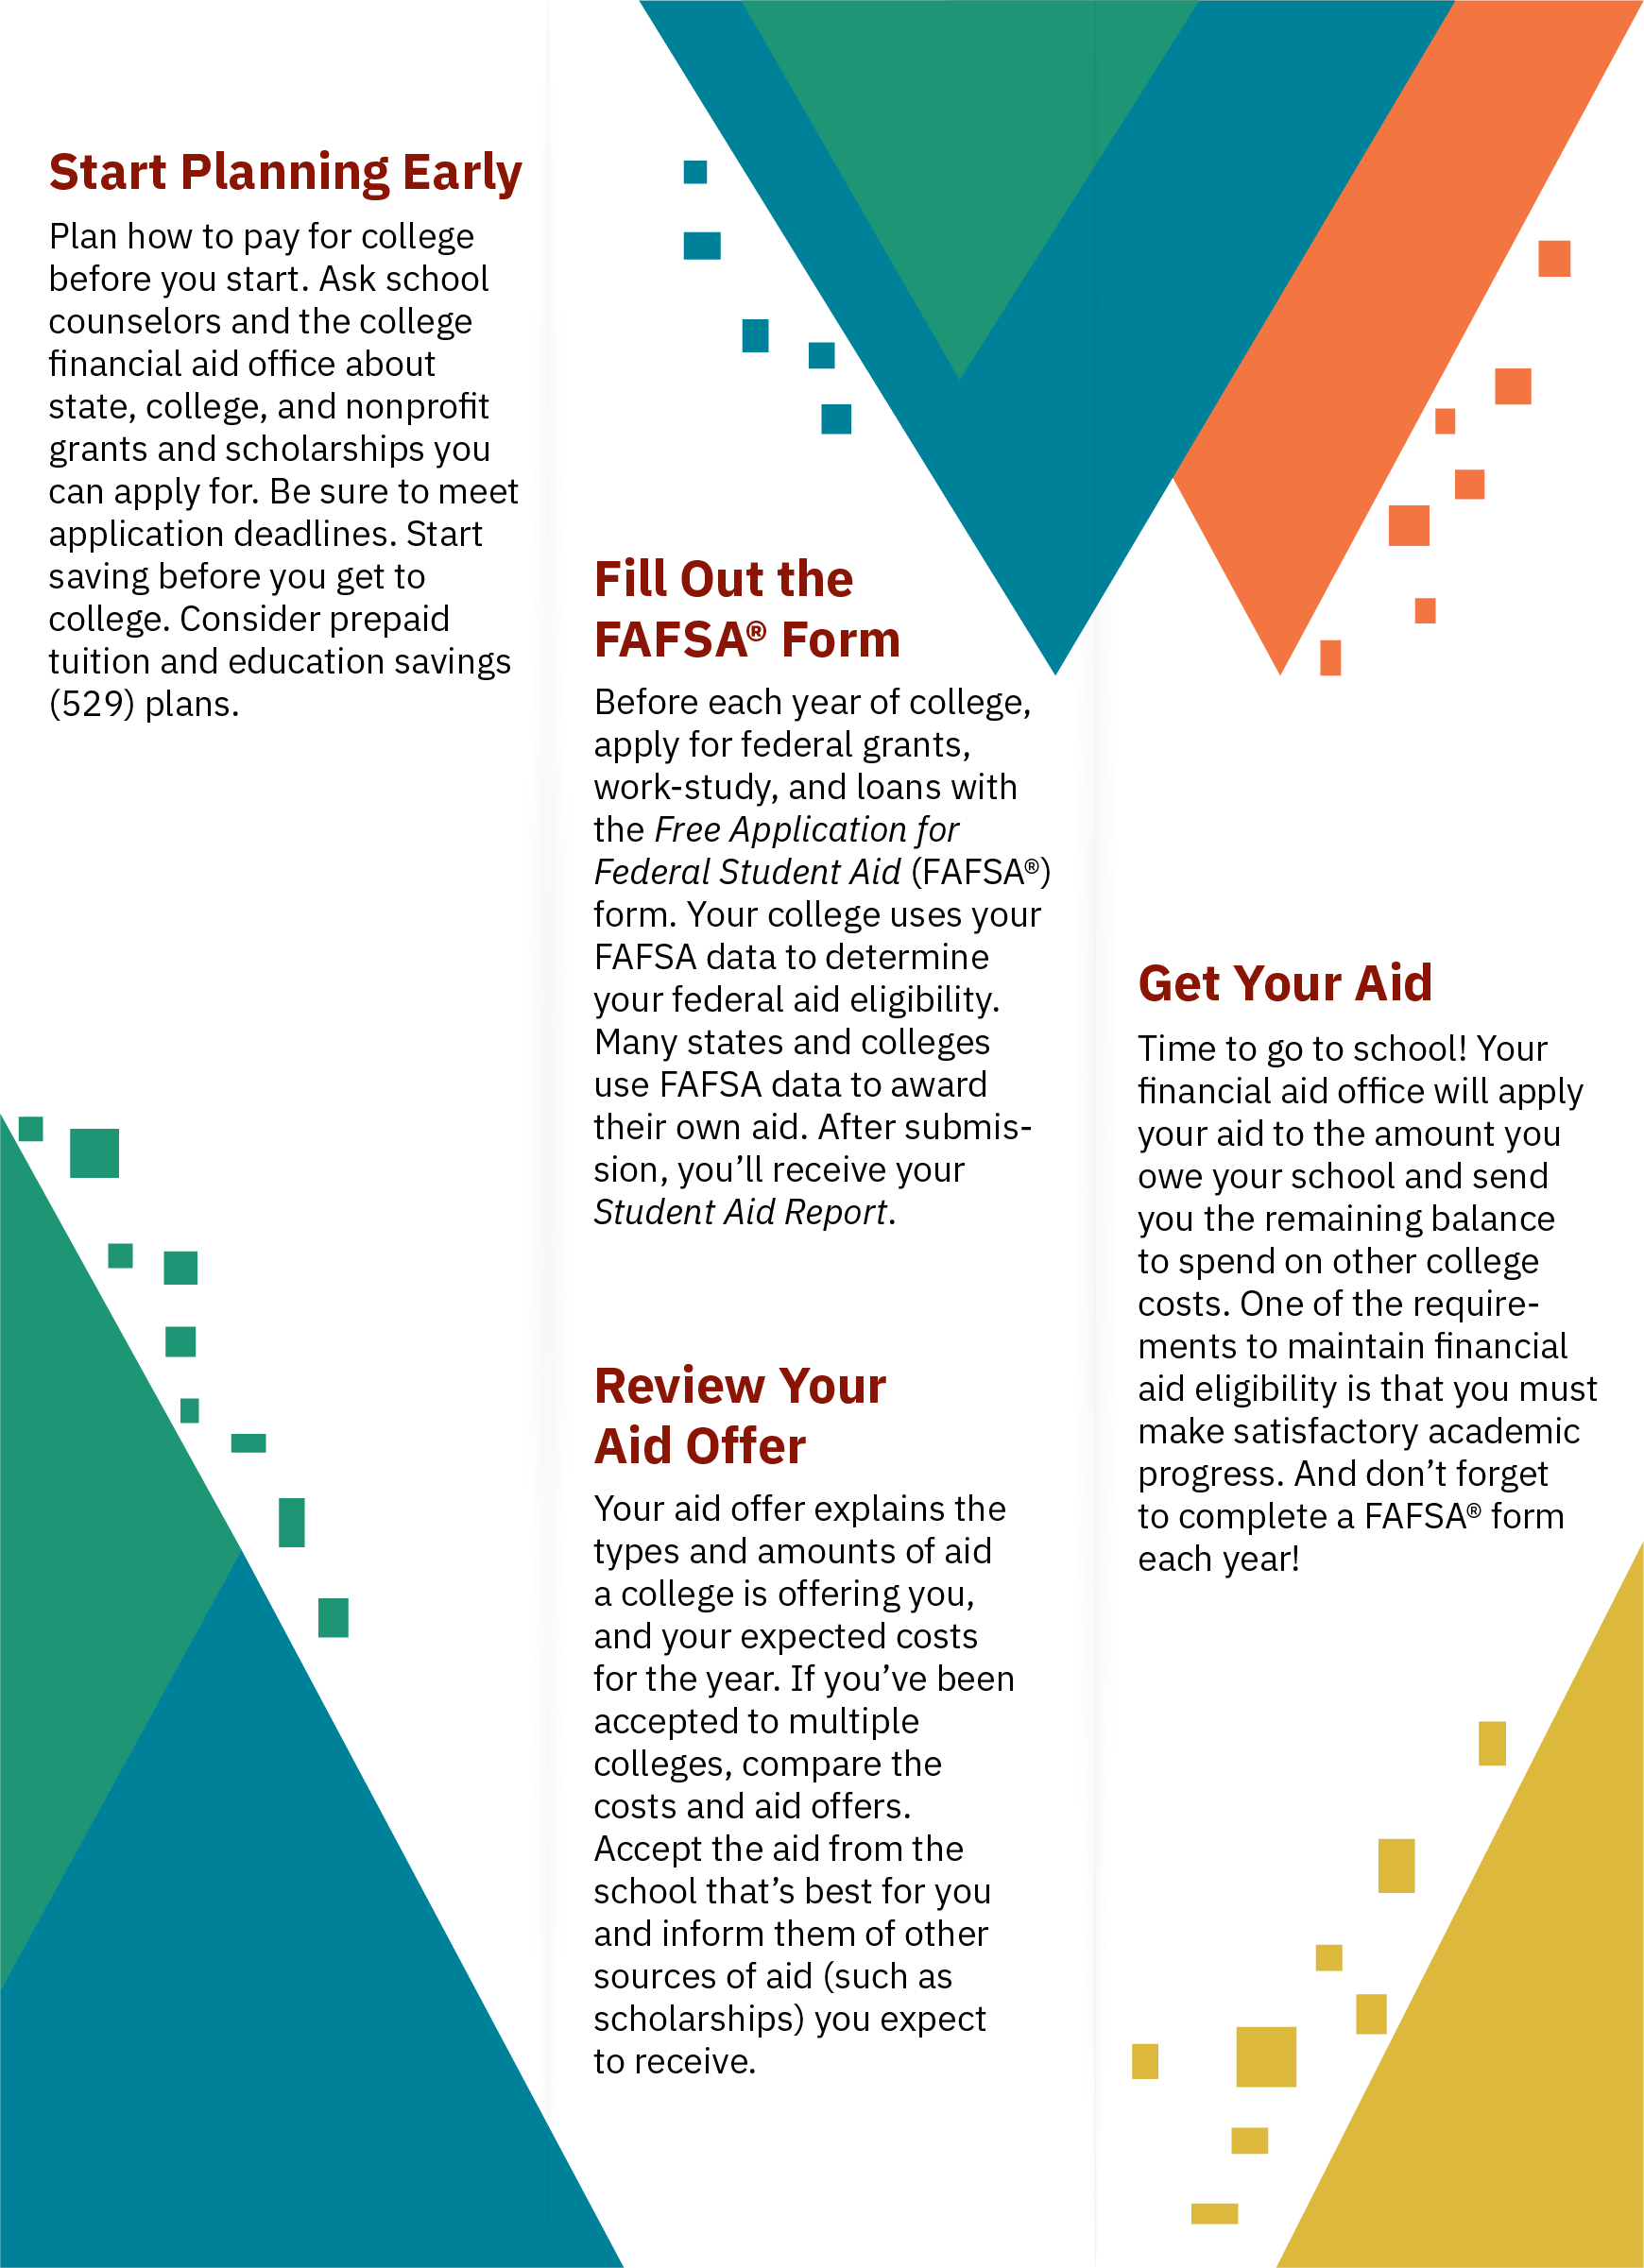 Start Planning Early
Plan how to pay for college
before you start. Ask school
counselors and the college
financial aid office about
state, college, and nonprofit
grants and scholarships you
can apply for. Be sure to meet
application deadlines. Start
saving before you get to
college. Consider prepaid
tuition and education savings
(529) plans.
Fill Out the
FAFSA® Form
Before each year of college,
apply for federal grants,
work-study, and loans with
the Free Application for
Federal Student Aid (FAFSA®)
form. Your college uses your
FAFSA data to determine
your federal aid eligibility.
Many states and colleges
use FAFSA data to award
their own aid. After submis-
sion, you’ll receive your
Student Aid Report.
Review Your
Aid Offer
Your aid offer explains the
types and amounts of aid
a college is offering you,
and your expected costs
for the year. If you’ve been
accepted to multiple
colleges, compare the
costs and aid offers.
Accept the aid from the
school that’s best for you
and inform them of other
sources of aid (such as
scholarships) you expect
to receive.
Get Your Aid
Time to go to school! Your
financial aid office will apply
your aid to the amount you
owe your school and send
you the remaining balance
to spend on other college
costs. One of the require-
ments to maintain financial
aid eligibility is that you must
make satisfactory academic
progress. And don’t forget
to complete a FAFSA® form
each year!